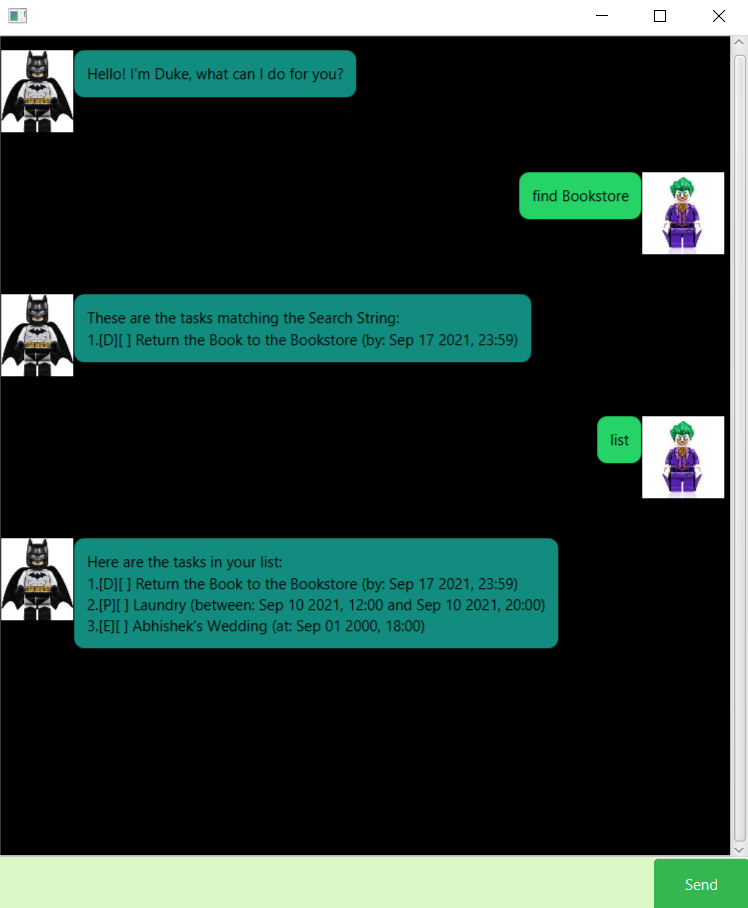 Hello! I'm Duke, what can I do for you?
find Bookstore
These are the tasks matching the Search String:
1.[D][ ] Return the Book to the Bookstore (by: Sep 17 2021, 23:59)
list
Here are the tasks in your list:
1.[D][ ] Return the Book to the Bookstore (by: Sep 17 2021, 23:59)
2.[P][ ] Laundry (between: Sep 10 2021, 12:00 and Sep 10 2021, 20:00)
3.[E][ ] Abhishek's Wedding (at: Sep 01 2000, 18:00)
Send